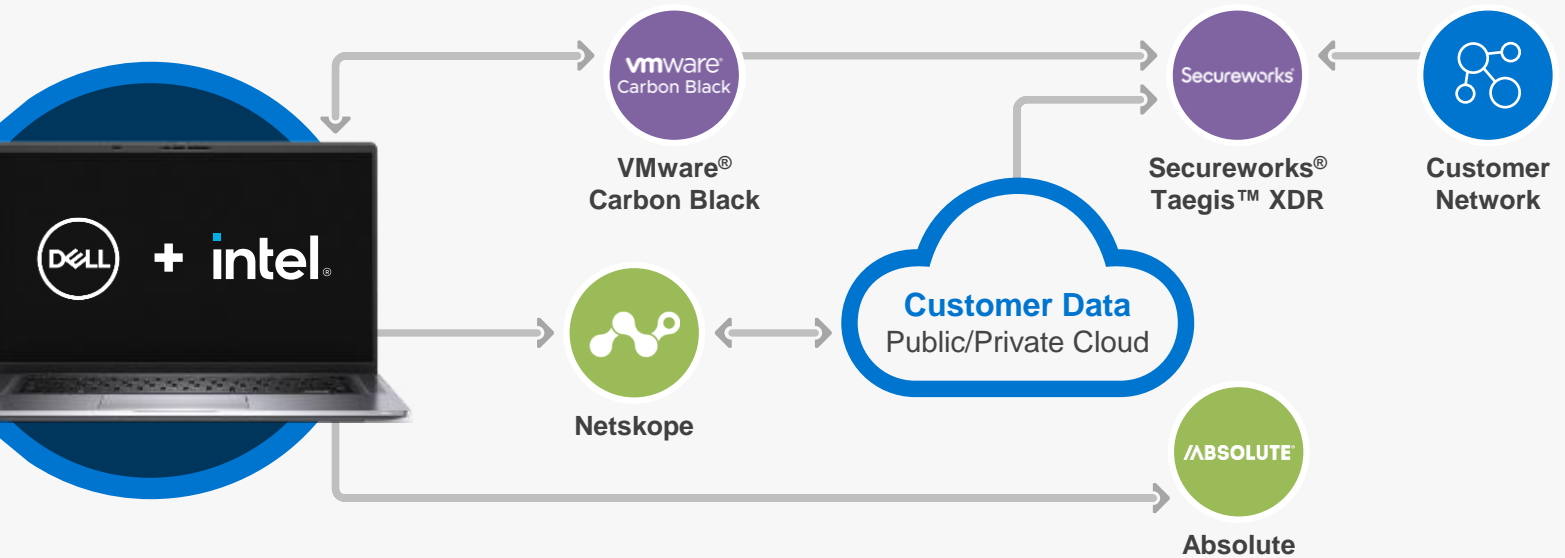 DELL + intel®
vmware®
Carbon Black
VMware®
Carbon Black
Secureworks®
Secureworks®
Taegis™ XDR
Customer
Network
Netskope
Customer Data
Public/Private Cloud
/ABSOLUTE®
Absolute